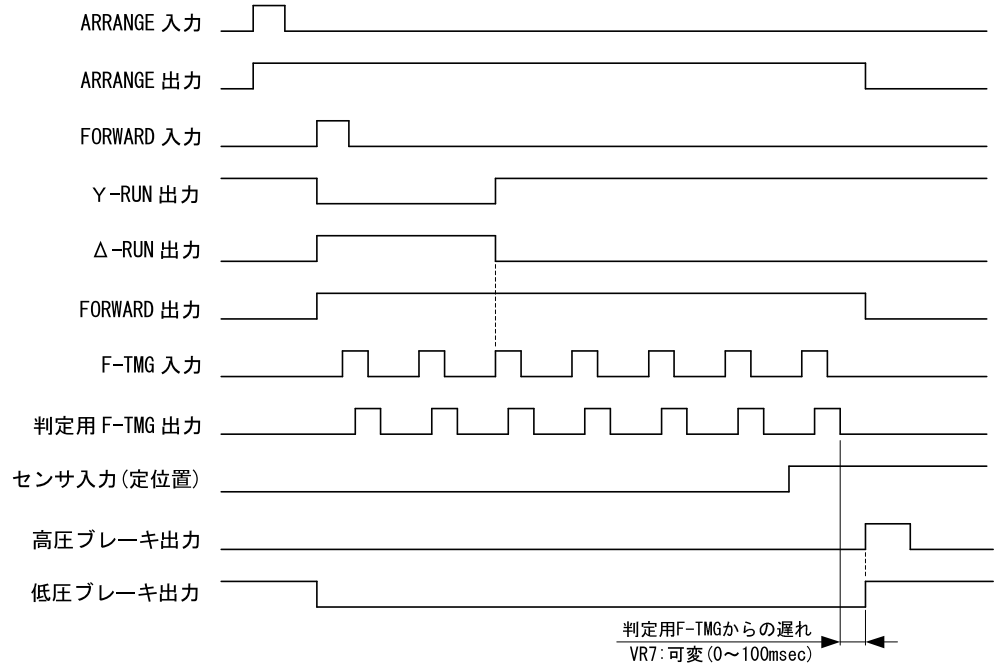 ARRANGE 入力
ARRANGE 出力
FORWARD 入力
Y-RUN 出力
Δ-RUN 出力
FORWARD 出力
F-TMG 入力
判定用 F-TMG 出力
センサ入力(定位置)
高圧ブレーキ出力
低圧ブレーキ出力
判定用F-TMGからの遅れ
VR7:可変(0～100msec)